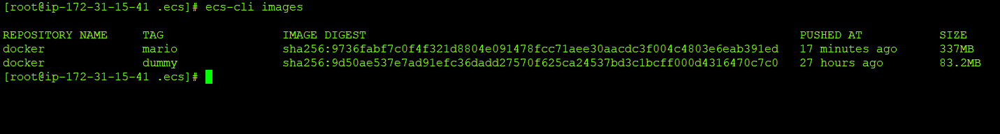 [root@ip-172-31-15-41 .ecs]# ecs-cli images
REPOSITORY NAME TAG IMAGE DIGEST PUSHED AT SIZE
docker mario sha256:9736fabf7c0f4f321d8804e091478fcc71aee30aacdc3f004c4803e6eab391ed 17 minutes ago 337MB
docker dummy sha256:9d50ae537e7ad91efc36dadd27570f625ca24537bd3c1bcff000d4316470c7c0 27 hours ago 83.2MB
[root@ip-172-31-15-41 .ecs]#